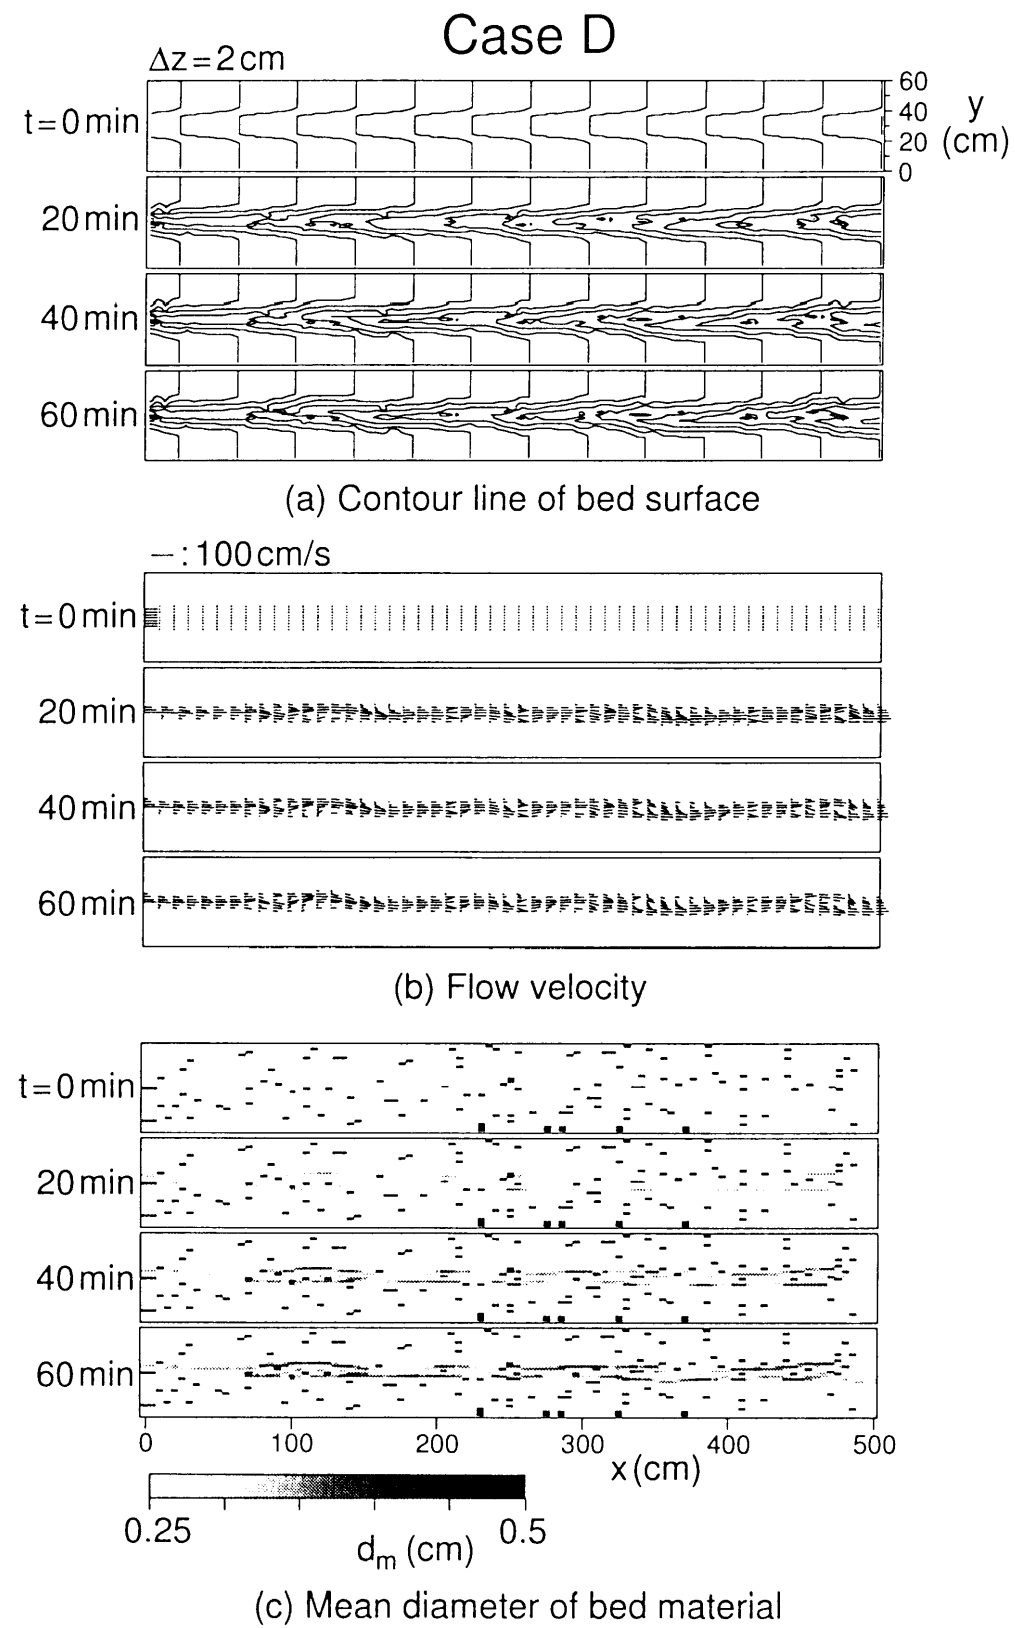 Case D
Δz=2cm
60
t=0min
40
y
20
(cm)
0
20min
40min
60min
(a) Contour line of bed surface
—:100cm/s
t=0min
20min
40min
60min
(b) Flow velocity
t=0min
20min
40min
60min
0 100 200 300 400 500
x(cm)
0.25 0.5
dm (cm)
(c) Mean diameter of bed material